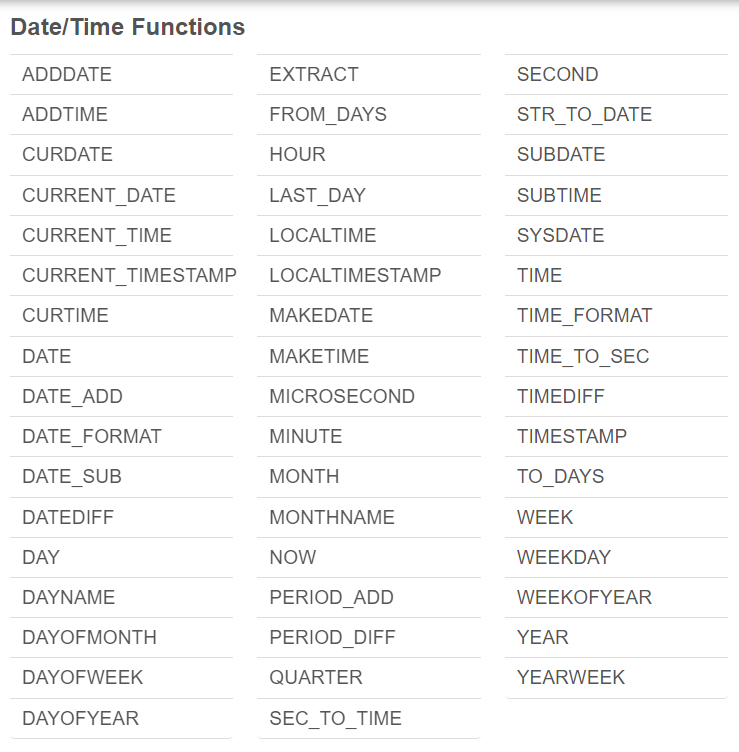 Date/Time Functions
ADDDATE
ADDTIME
CURDATE
CURRENT_DATE
CURRENT_TIME
CURRENT_TIMESTAMP
CURTIME
DATE
DATE_ADD
DATE_FORMAT
DATE_SUB
DATEDIFF
DAY
DAYNAME
DAYOFMONTH
DAYOFWEEK
DAYOFYEAR
EXTRACT
FROM_DAYS
HOUR
LAST_DAY
LOCALTIME
LOCALTIMESTAMP
MAKEDATE
MAKETIME
MICROSECOND
MINUTE
MONTH
MONTHNAME
NOW
PERIOD_ADD
PERIOD_DIFF
QUARTER
SEC_TO_TIME
SECOND
STR_TO_DATE
SUBDATE
SUBTIME
SYSDATE
TIME
TIME_FORMAT
TIME_TO_SEC
TIMEDIFF
TIMESTAMP
TO_DAYS
WEEK
WEEKDAY
WEEKOFYEAR
YEAR
YEARWEEK